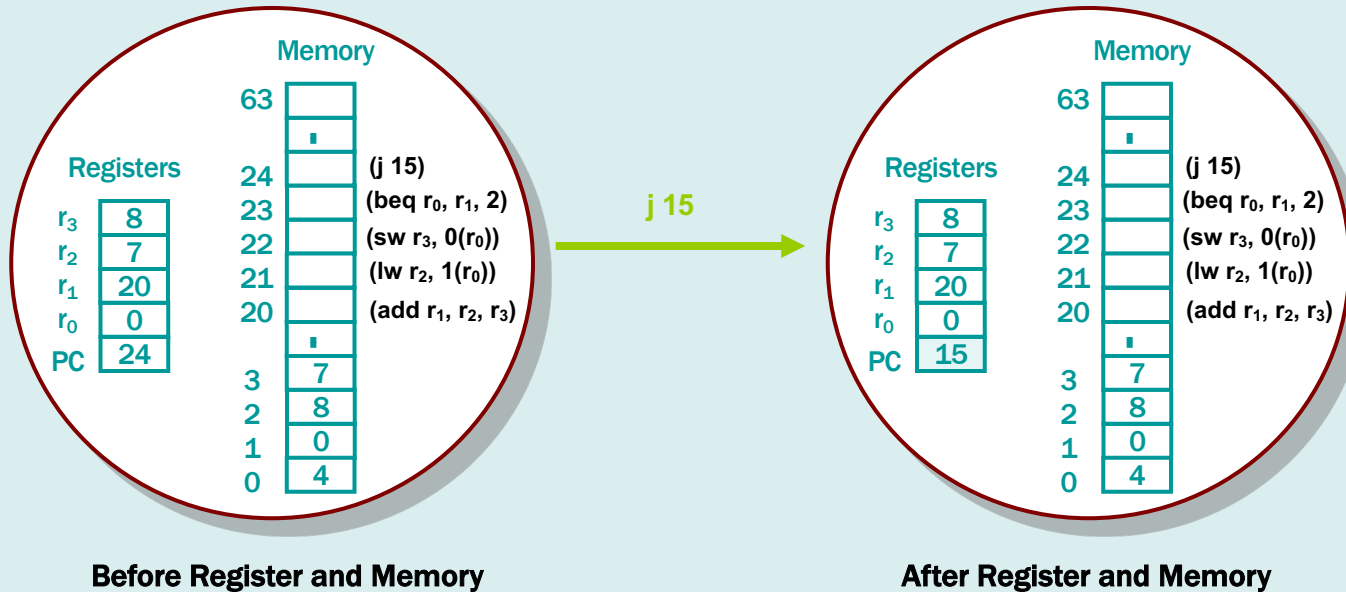 Memory
63
Registers
24 (j 15)
23 (beq r₀, r₁, 2)
22 (sw r₃, 0(r₀))
21 (lw r₂, 1(r₀))
20 (add r₁, r₂, r₃)
r₃ 8
r₂ 7
r₁ 20
r₀ 0
PC 24
3 7
2 8
1 0
0 4
Before Register and Memory
j 15
Memory
63
Registers
24 (j 15)
23 (beq r₀, r₁, 2)
22 (sw r₃, 0(r₀))
21 (lw r₂, 1(r₀))
20 (add r₁, r₂, r₃)
r₃ 8
r₂ 7
r₁ 20
r₀ 0
PC 15
3 7
2 8
1 0
0 4
After Register and Memory